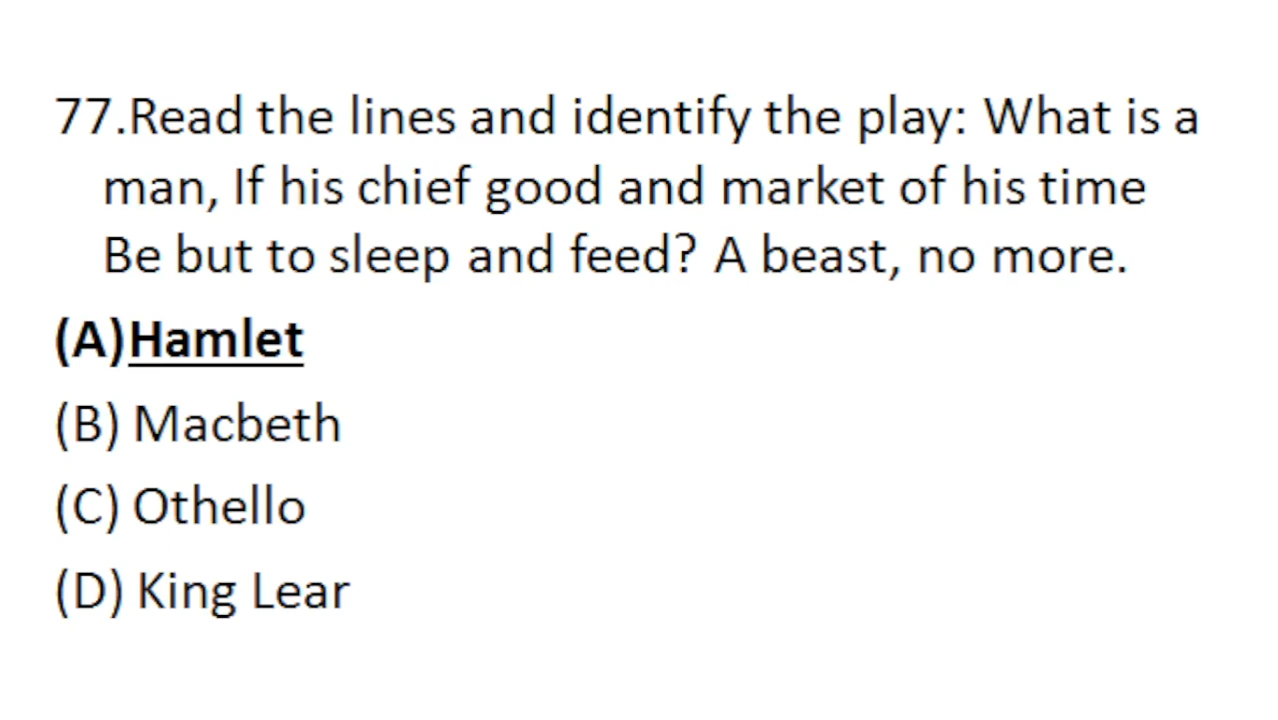 77.Read the lines and identify the play: What is a
man, If his chief good and market of his time
Be but to sleep and feed? A beast, no more.
(A)Hamlet
(B) Macbeth
(C) Othello
(D) King Lear